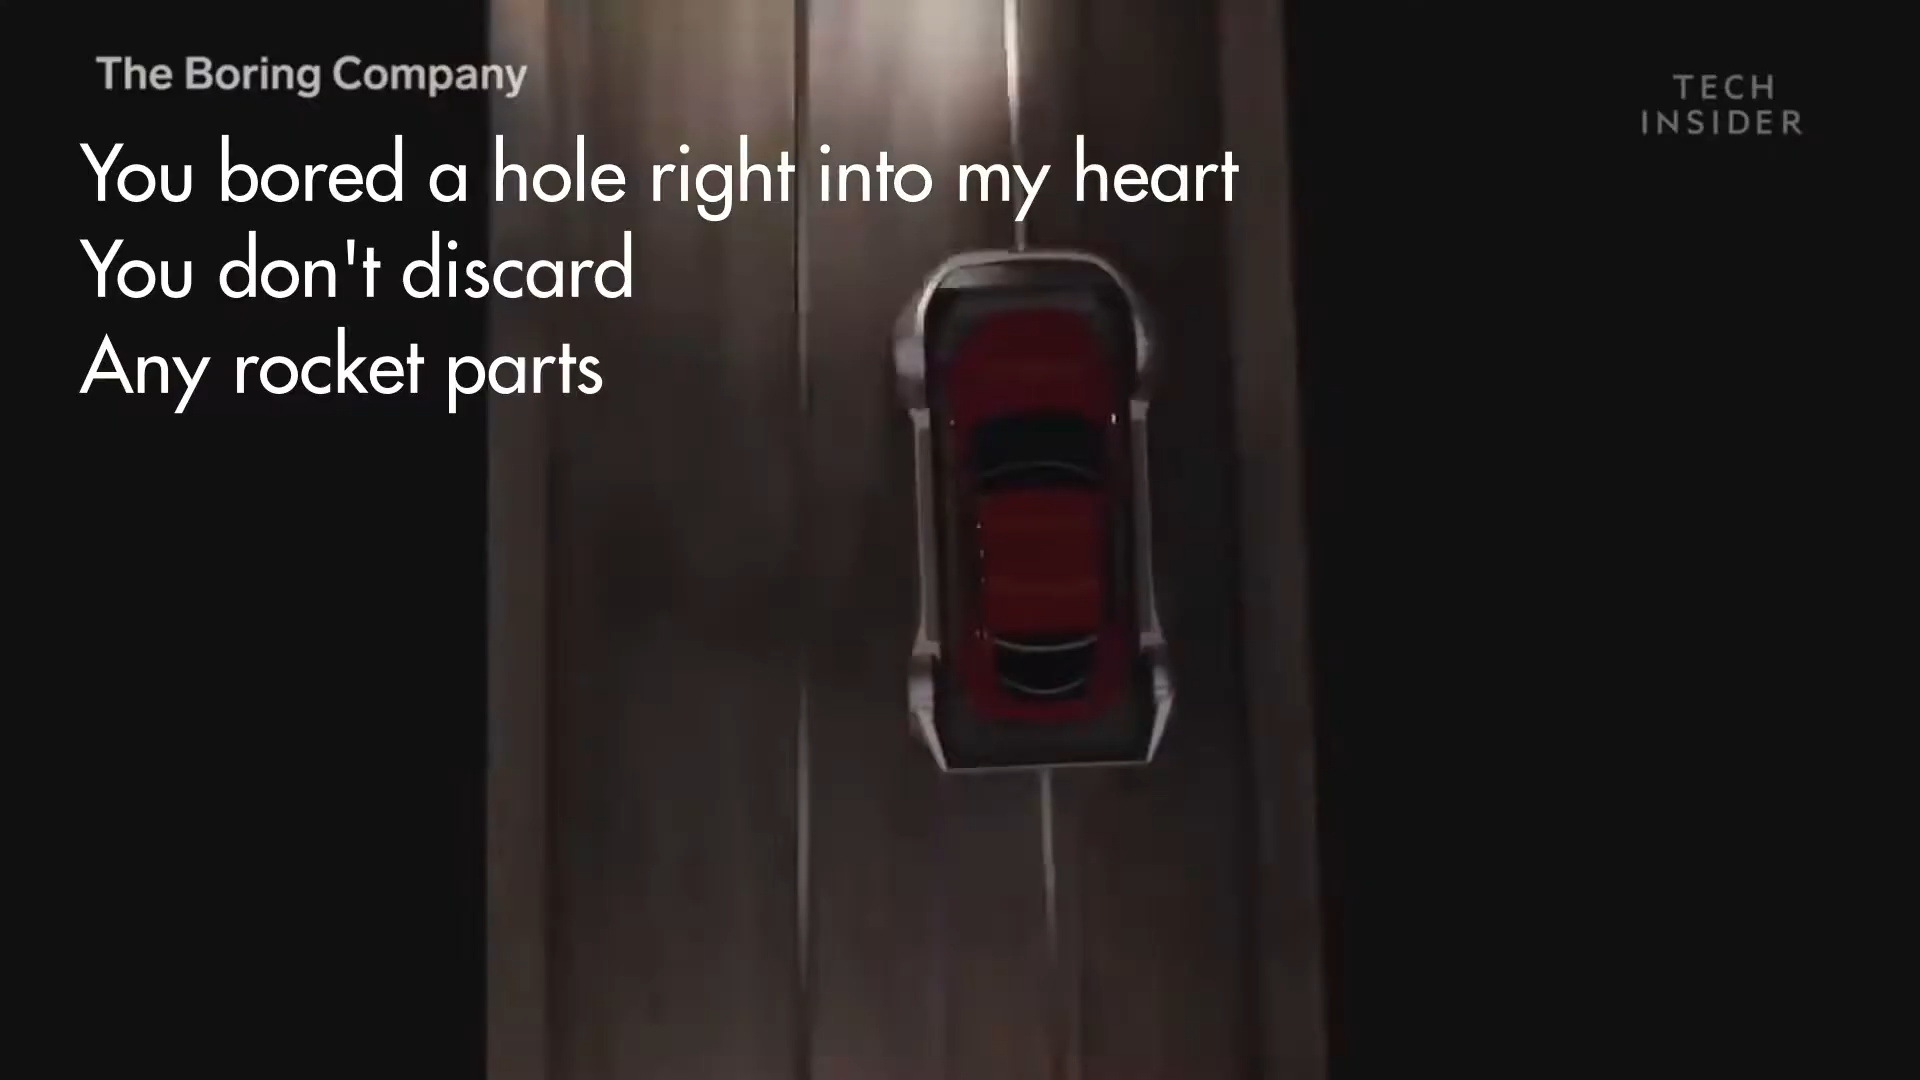 The Boring Company
TECH
INSIDER
You bored a hole right into my heart
You don't discard
Any rocket parts